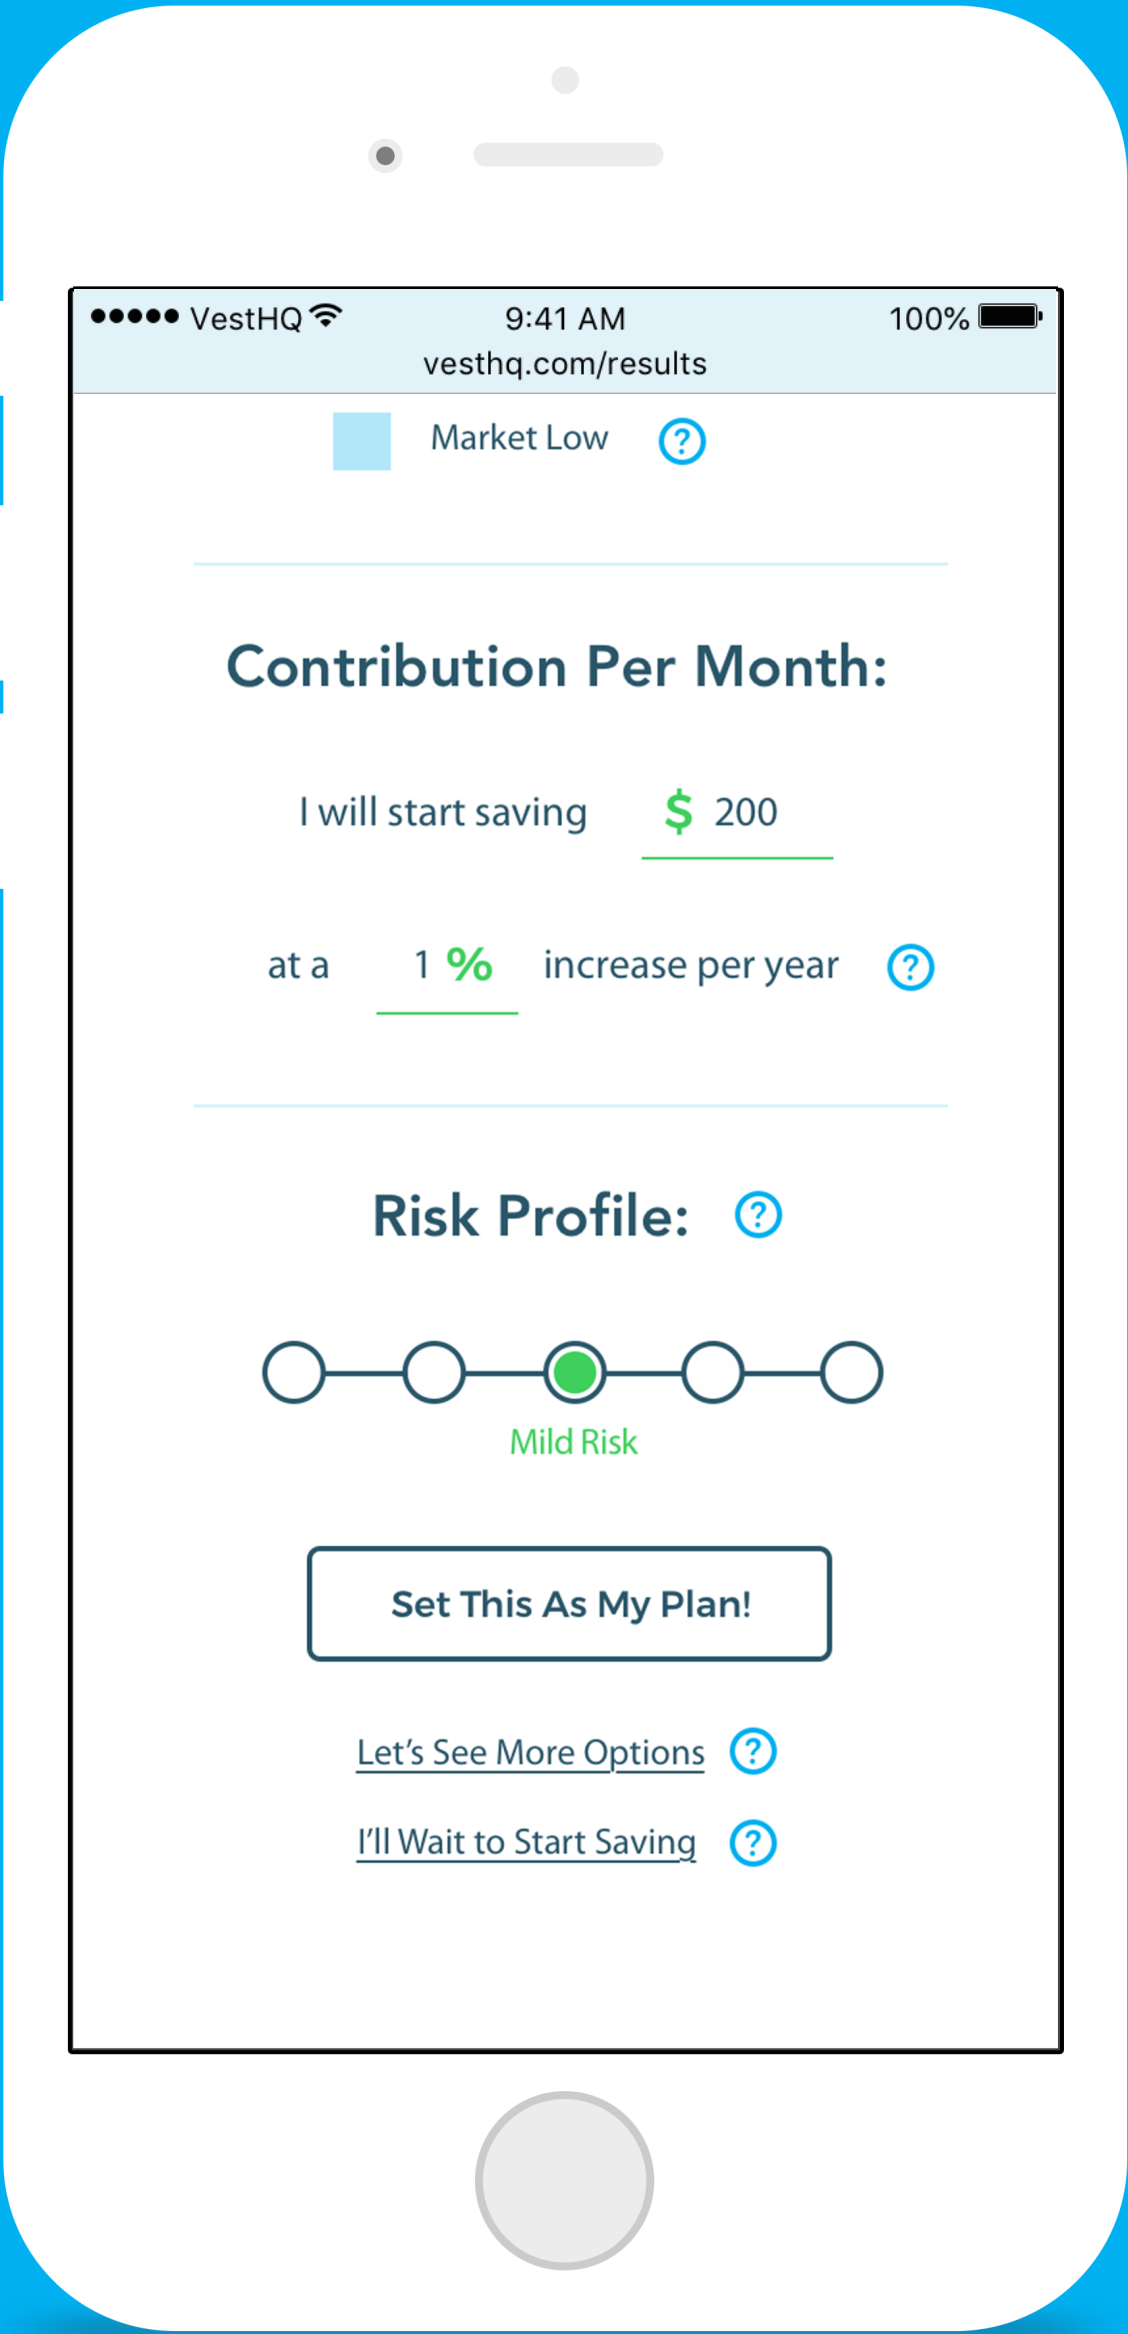 VestHQ 9:41 AM 100%
vesthq.com/results
Market Low ?
Contribution Per Month:
I will start saving $ 200
at a 1 % increase per year ?
Risk Profile: ?
Mild Risk
Set This As My Plan!
Let’s See More Options ?
I’ll Wait to Start Saving ?